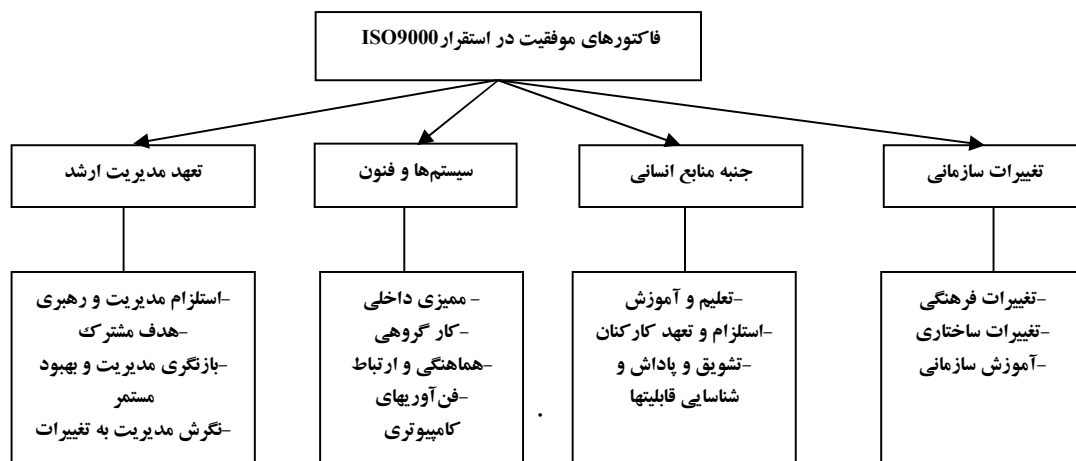 فاکتورهای موفقیت در استقرار ISO9000
تغییرات سازمانی
جنبه منابع انسانی
سیستم‌ها و فنون
تعهد مدیریت ارشد
-تغییرات فرهنگی
-تغییرات ساختاری
-آموزش سازمانی
-تعلیم و آموزش
-استلزام و تعهد کارکنان
-تشویق و پاداش و
شناسایی قابلیتها
- ممیزی داخلی
- کار گروهی
-هماهنگی و ارتباط
-فن‌آوریهای
کامپیوتری
-استلزام مدیریت و رهبری
-هدف مشترک
-بازنگری مدیریت و بهبود
مستمر
-نگرش مدیریت به تغییرات